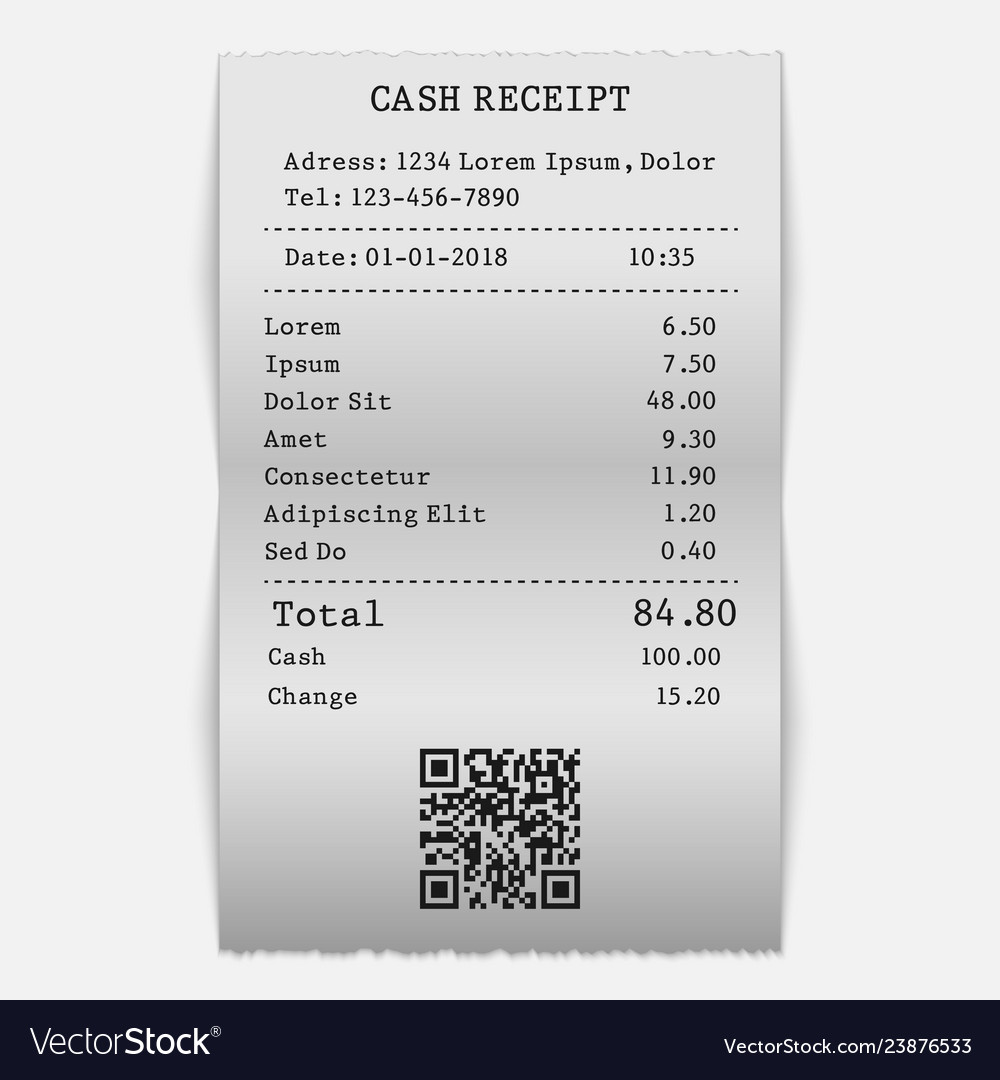 CASH RECEIPT
Adress: 1234 Lorem Ipsum, Dolor
Tel: 123-456-7890
Date: 01-01-2018 10:35
Lorem 6.50
Ipsum 7.50
Dolor Sit 48.00
Amet 9.30
Consectetur 11.90
Adipiscing Elit 1.20
Sed Do 0.40
Total 84.80
Cash 100.00
Change 15.20
VectorStock® VectorStock.com/23876533